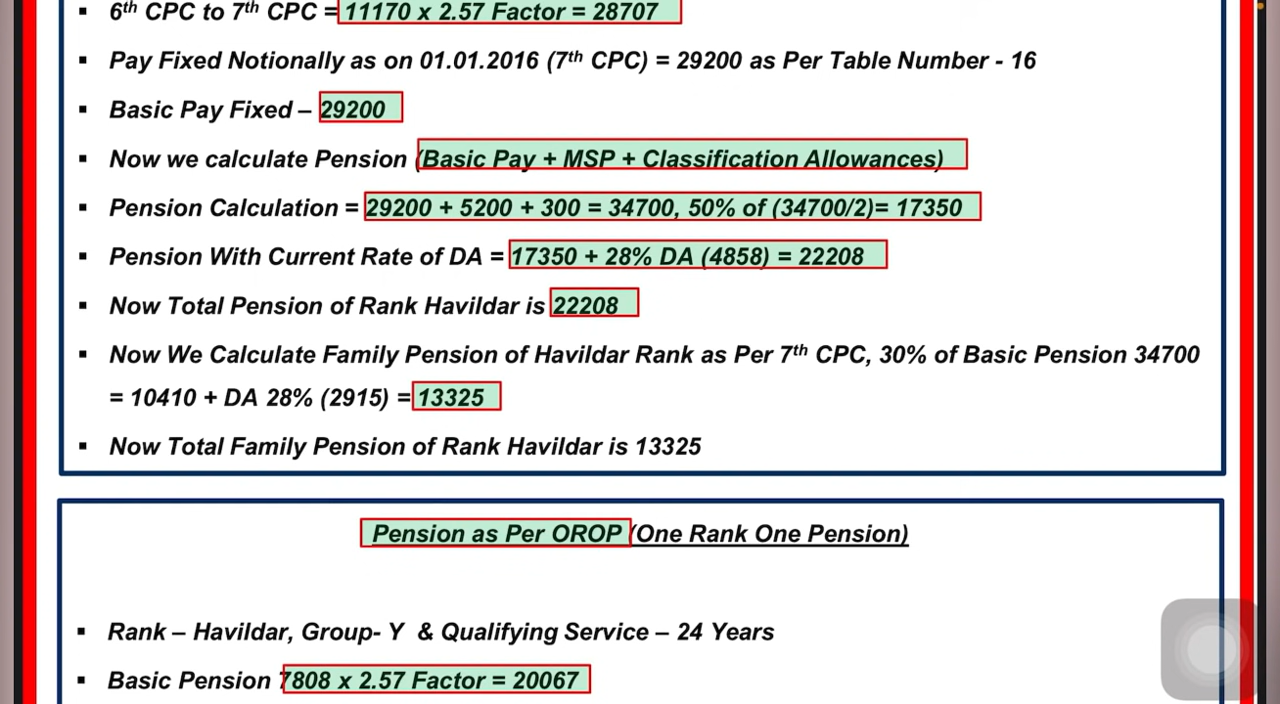 ▪ 6th CPC to 7th CPC = 11170 x 2.57 Factor = 28707
▪ Pay Fixed Notionally as on 01.01.2016 (7th CPC) = 29200 as Per Table Number - 16
▪ Basic Pay Fixed – 29200
▪ Now we calculate Pension (Basic Pay + MSP + Classification Allowances)
▪ Pension Calculation = 29200 + 5200 + 300 = 34700, 50% of (34700/2)= 17350
▪ Pension With Current Rate of DA = 17350 + 28% DA (4858) = 22208
▪ Now Total Pension of Rank Havildar is 22208
▪ Now We Calculate Family Pension of Havildar Rank as Per 7th CPC, 30% of Basic Pension 34700
= 10410 + DA 28% (2915) = 13325
▪ Now Total Family Pension of Rank Havildar is 13325
Pension as Per OROP (One Rank One Pension)
▪ Rank – Havildar, Group- Y & Qualifying Service – 24 Years
▪ Basic Pension 7808 x 2.57 Factor = 20067